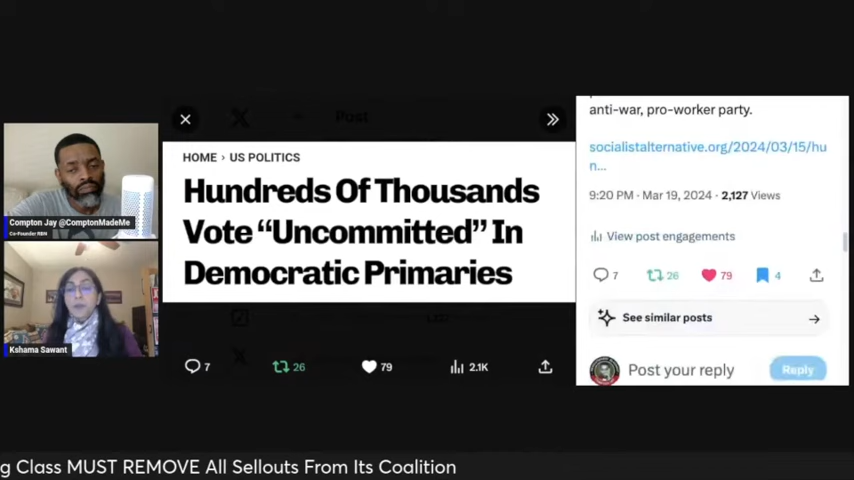 Compton Jay @ComptonMadeMe
Co-Founder RBN
Kshama Sawant
Post
HOME › US POLITICS
Hundreds Of Thousands
Vote “Uncommitted” In
Democratic Primaries
7
26
79
2.1K
anti-war, pro-worker party.
socialistalternative.org/2024/03/15/hu
n...
9:20 PM · Mar 19, 2024 · 2,127 Views
View post engagements
7
26
79
4
See similar posts
Post your reply
Reply
g Class MUST REMOVE All Sellouts From Its Coalition